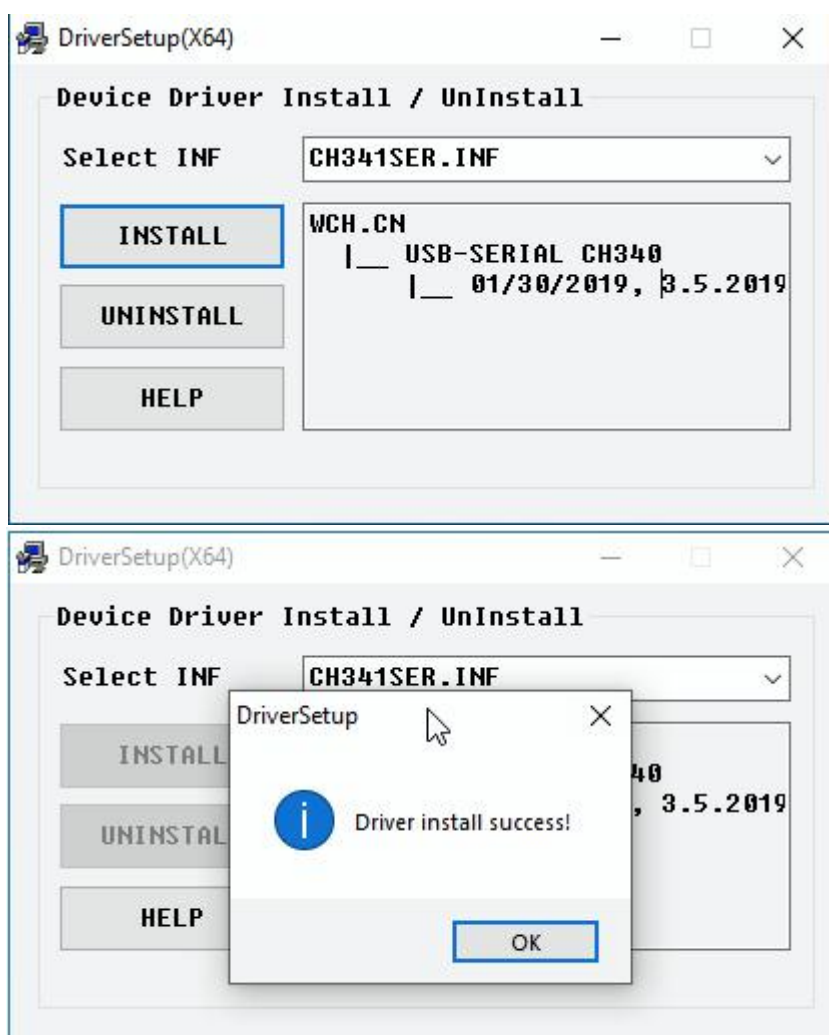 DriverSetup(X64)
Device Driver Install / UnInstall
Select INF
CH341SER.INF
INSTALL
UNINSTALL
HELP
WCH.CN
|__ USB-SERIAL CH340
|__ 01/30/2019, 3.5.2019
DriverSetup(X64)
Device Driver Install / UnInstall
Select INF
CH341SER.INF
INSTALL
UNINSTAL
HELP
40
, 3.5.2019
DriverSetup
Driver install success!
OK